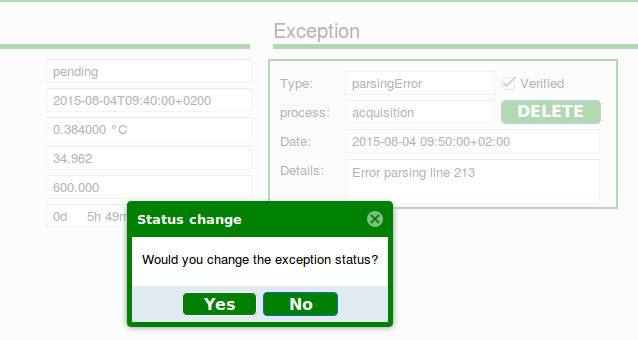 Exception
pending
2015-08-04T09:40:00+0200
0.384000 °C
34.962
600.000
0d 5h 49m
Type: parsingError Verified
process: acquisition DELETE
Date: 2015-08-04 09:50:00+02:00
Details: Error parsing line 213
Status change
Would you change the exception status?
Yes No